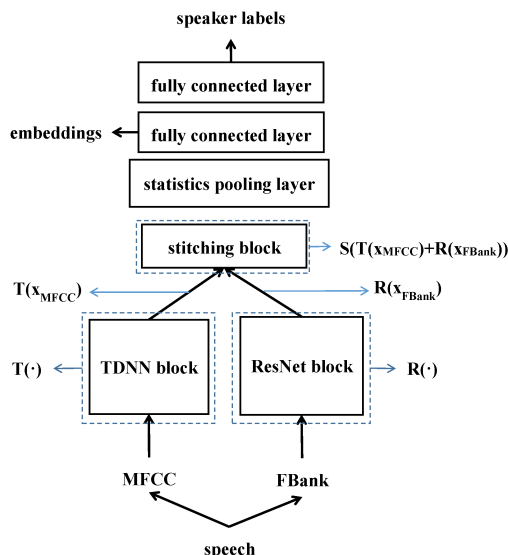 speaker labels
fully connected layer
embeddings
fully connected layer
statistics pooling layer
stitching block
S(T(xMFCC)+R(xFBank))
T(xMFCC)
R(xFBank)
T(·)
TDNN block
ResNet block
R(·)
MFCC
FBank
speech